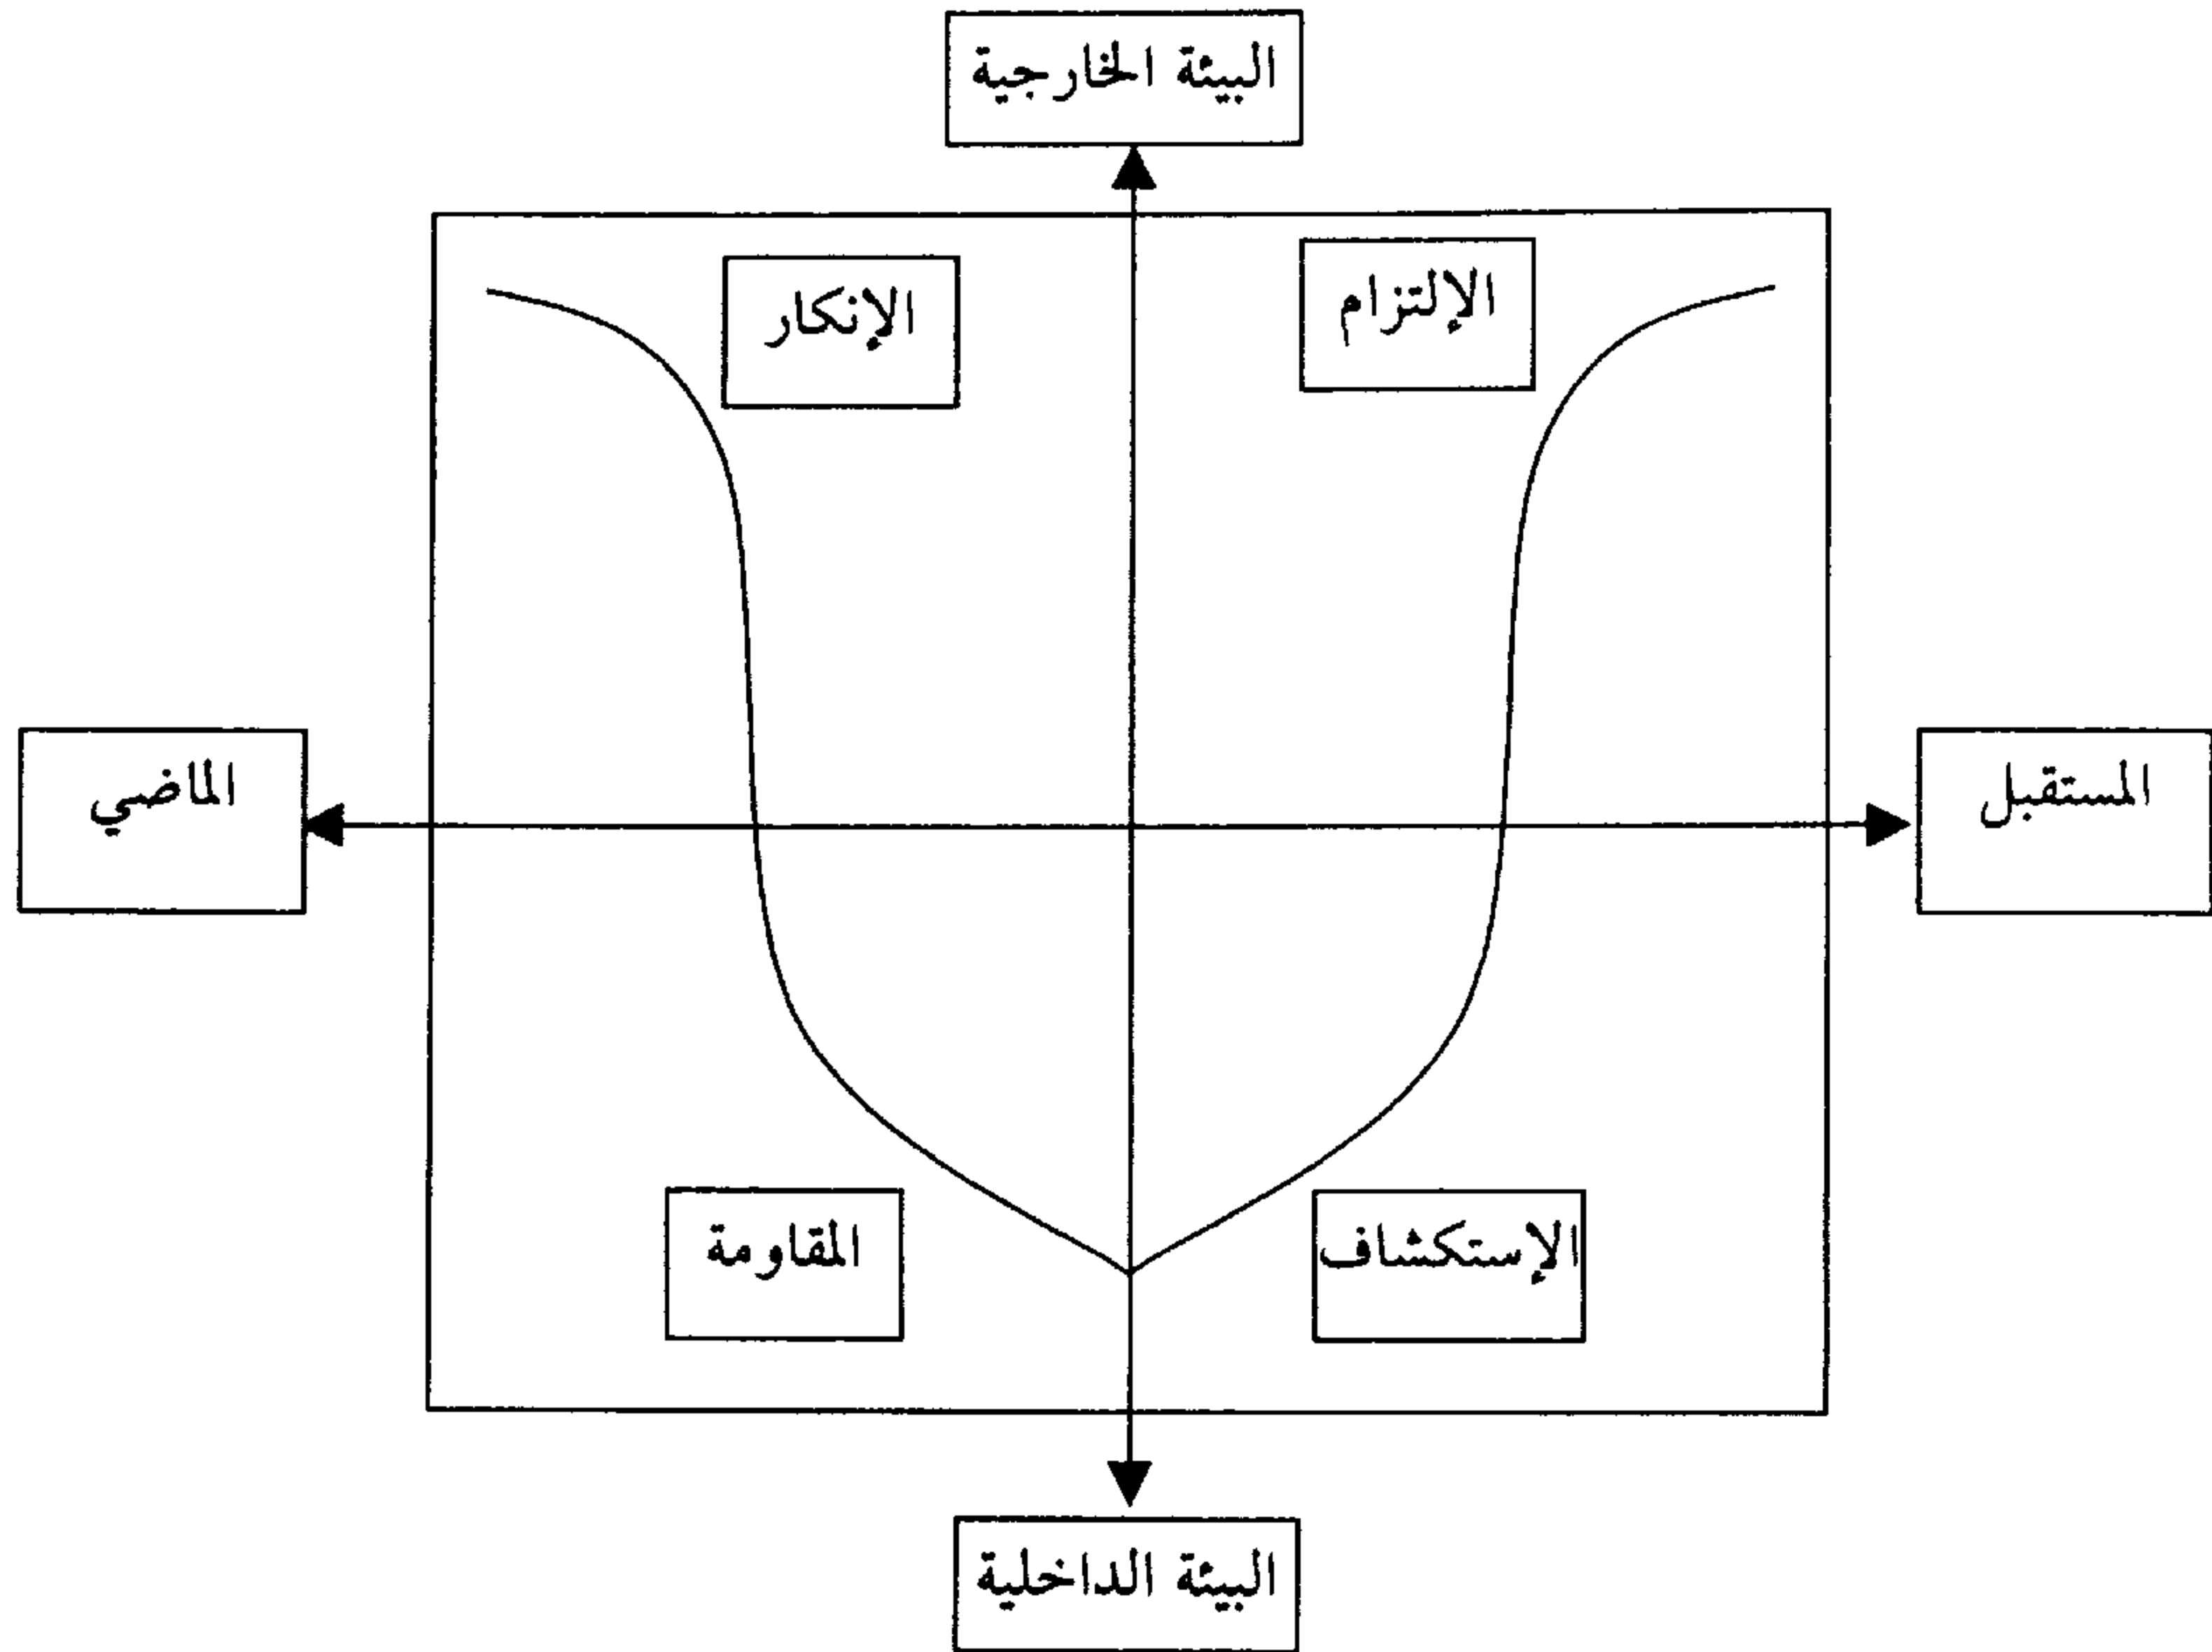 البيئة الخارجية
الإلتزام
الإنكار
المستقبل
الماضي
الإستكشاف
المقاومة
البيئة الداخلية